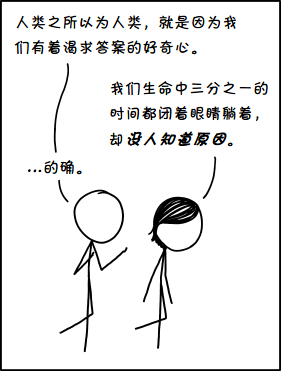 人类之所以为人类，就是因为我
们有着渴求答案的好奇心。
我们生命中三分之一的
时间都闭着眼睛躺着，
却没人知道原因。
...的确。